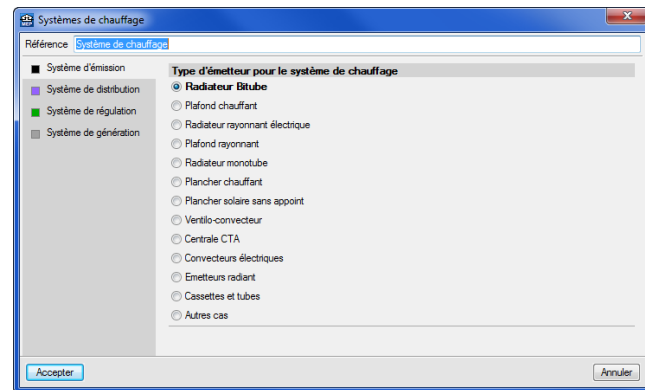 Systèmes de chauffage
Référence Système de chauffage
Système d'émission
Système de distribution
Système de régulation
Système de génération
Type d'émetteur pour le système de chauffage
Radiateur Bitube
Plafond chauffant
Radiateur rayonnant électrique
Plafond rayonnant
Radiateur monotube
Plancher chauffant
Plancher solaire sans appoint
Ventilo-convecteur
Centrale CTA
Convecteurs électriques
Emetteurs radiant
Cassettes et tubes
Autres cas
Accepter Annuler